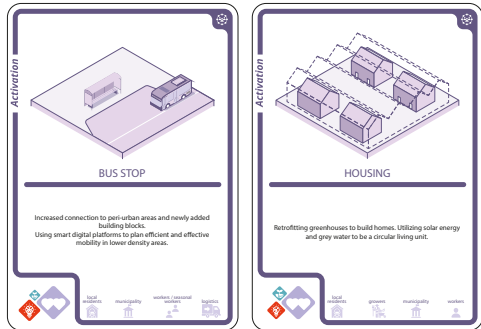 Activation
BUS STOP
Increased connection to peri-urban areas and newly added
building blocks.
Using smart digital platforms to plan efficient and effective
mobility in lower density areas.
local
residents
municipality
workers / seasonal
workers
logistics
Activation
HOUSING
Retrofitting greenhouses to build homes. Utilizing solar energy
and grey water to be a circular living unit.
local
residents
growers
municipality
workers